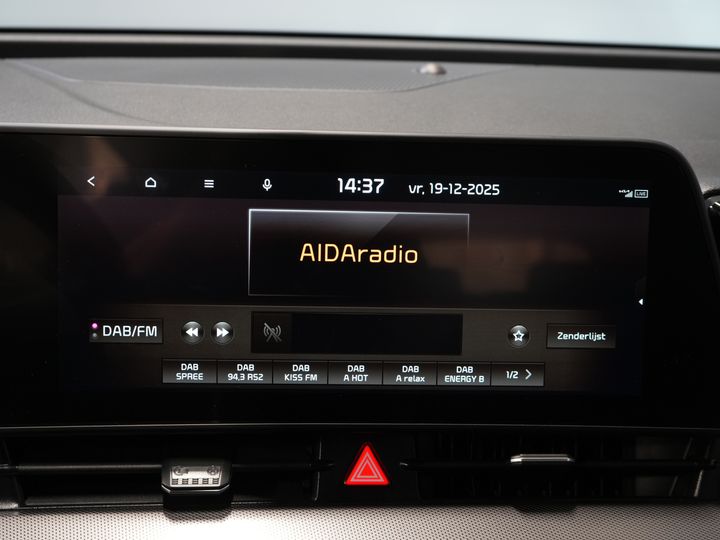 14:37 vr, 19-12-2025
LIVE
AIDAradio
DAB/FM
Zenderlijst
DAB SPREE
DAB 94,3 RS2
DAB KISS FM
DAB A HOT
DAB A relax
DAB ENERGY B
1/2